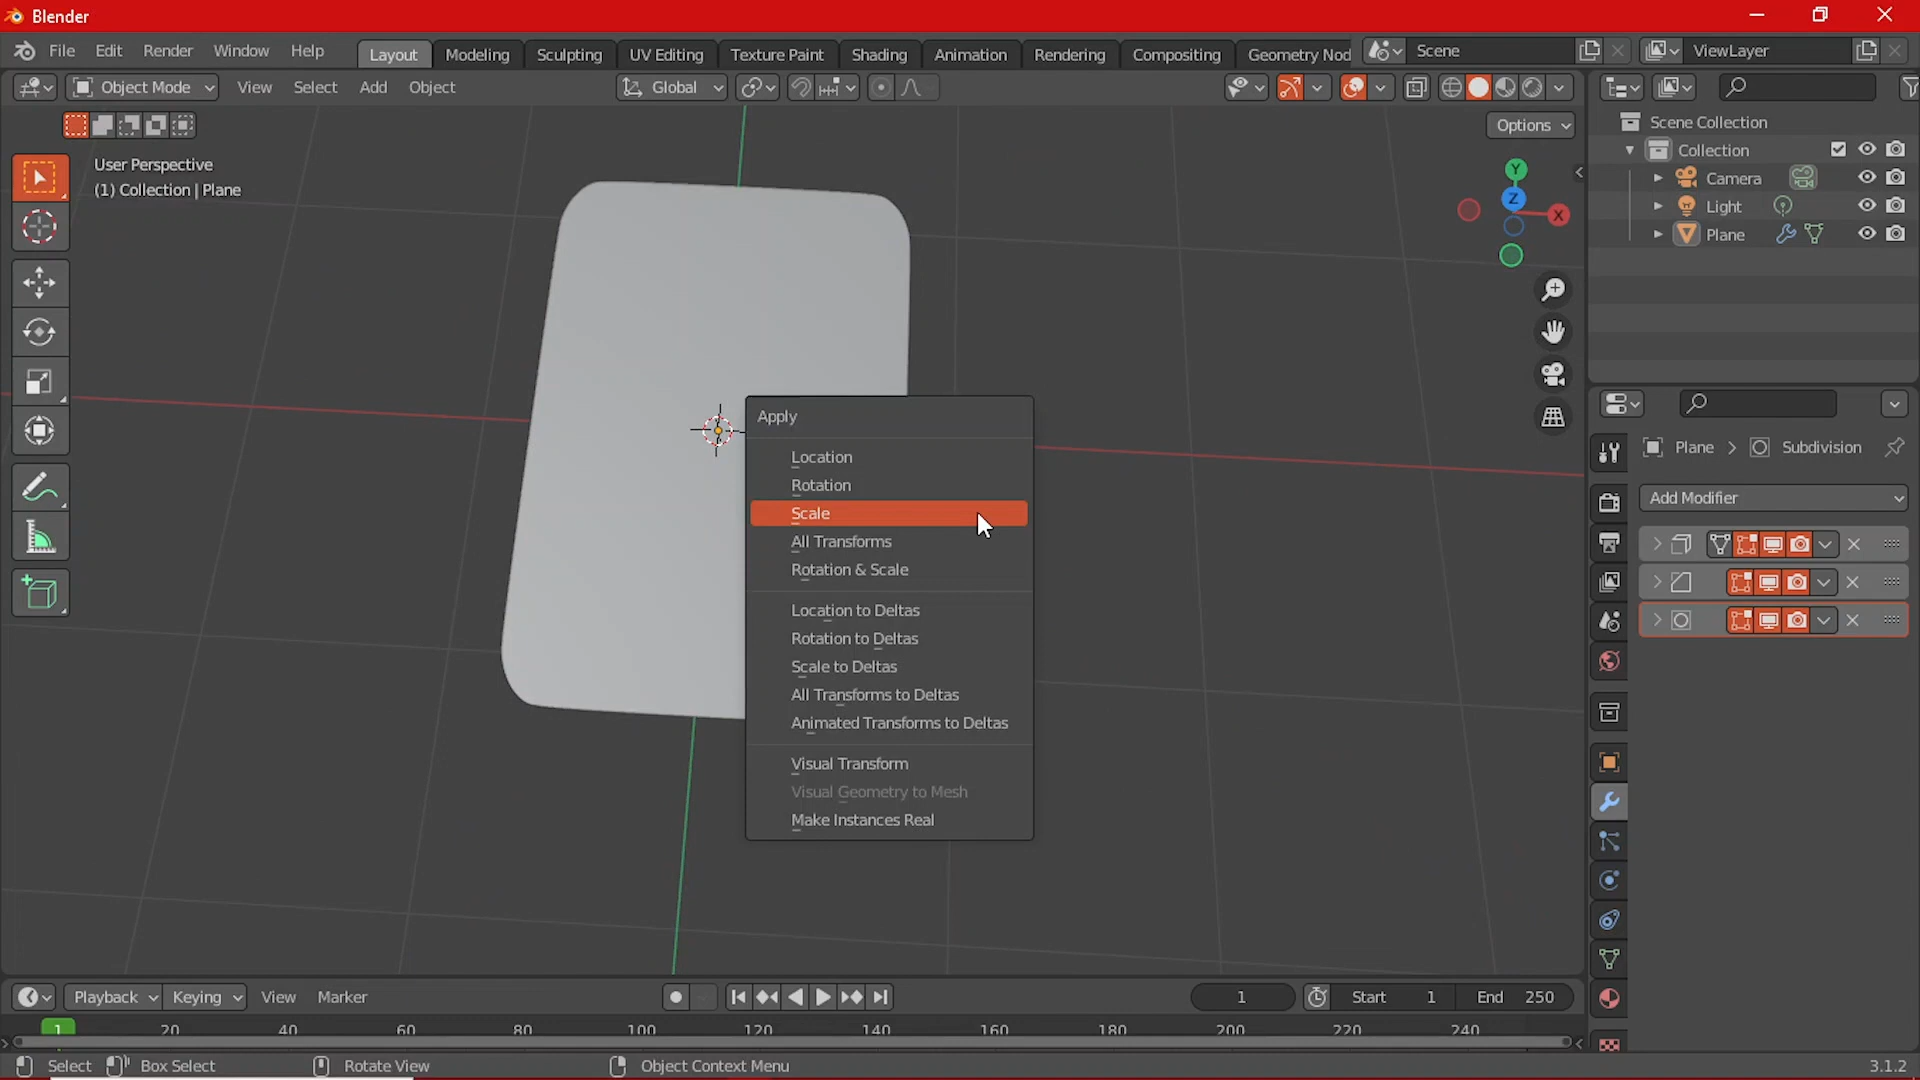 Blender
File Edit Render Window Help
Layout Modeling Sculpting UV Editing Texture Paint Shading Animation Rendering Compositing Geometry Nod
Scene
ViewLayer
Object Mode View Select Add Object
Global
Options
User Perspective
(1) Collection | Plane
Y
Z
X
Scene Collection
Collection
Camera
Light
Plane
Apply
Location
Rotation
Scale
All Transforms
Rotation & Scale
Location to Deltas
Rotation to Deltas
Scale to Deltas
All Transforms to Deltas
Animated Transforms to Deltas
Visual Transform
Visual Geometry to Mesh
Make Instances Real
Plane > Subdivision
Add Modifier
Playback Keying View Marker
1 Start 1 End 250
1 20 40 60 80 100 120 140 160 180 200 220 240
Select Box Select Rotate View Object Context Menu 3.1.2